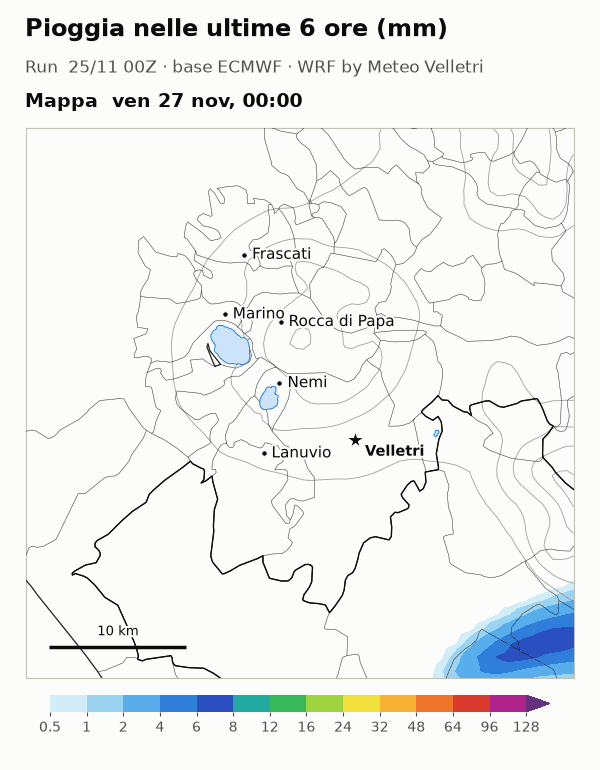 Pioggia nelle ultime 6 ore (mm)
Run  25/11 00Z · base ECMWF · WRF by Meteo Velletri
Mappa  ven 27 nov, 00:00
Frascati
Marino
Rocca di Papa
Nemi
Velletri
Lanuvio
10 km
0.5 1 2 4 6 8 12 16 24 32 48 64 96 128